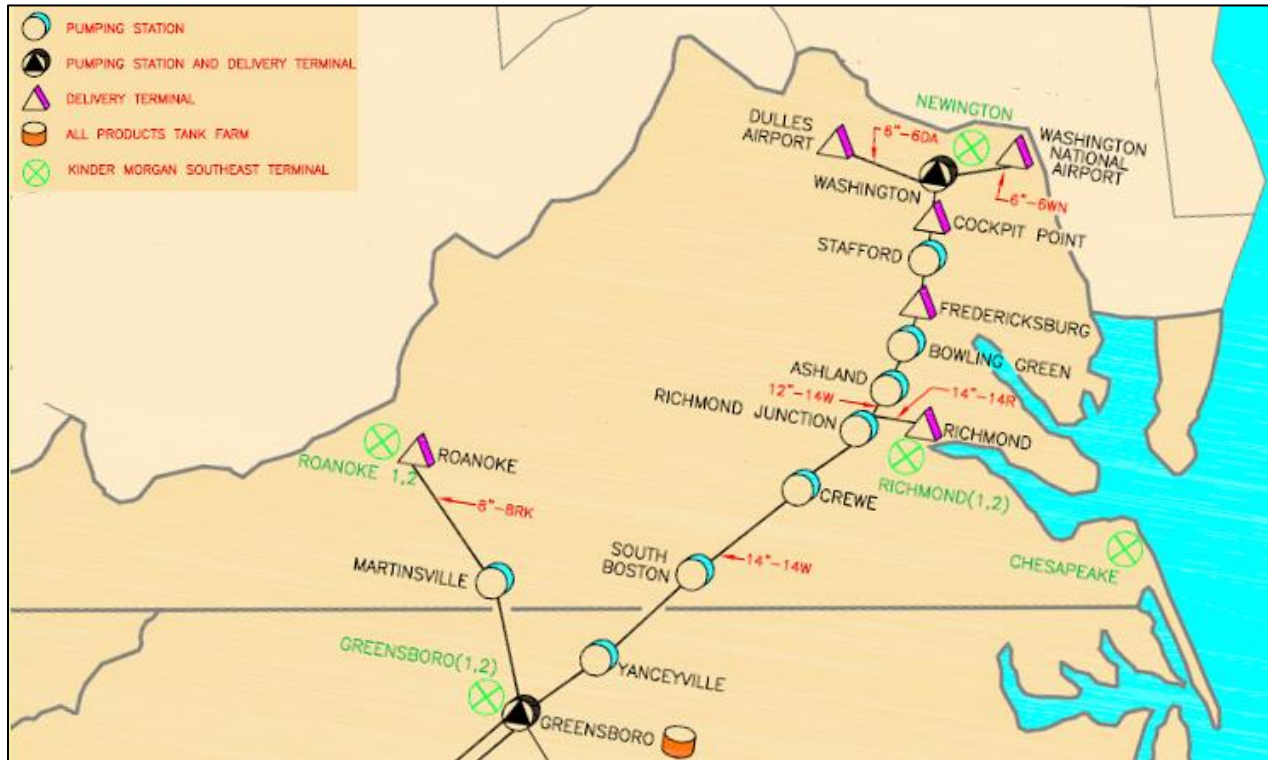 PUMPING STATION
PUMPING STATION AND DELIVERY TERMINAL
DELIVERY TERMINAL
ALL PRODUCTS TANK FARM
KINDER MORGAN SOUTHEAST TERMINAL
NEWINGTON
DULLES
AIRPORT
6"-6DA
WASHINGTON
NATIONAL
AIRPORT
WASHINGTON
6"-6WN
COCKPIT POINT
STAFFORD
FREDERICKSBURG
BOWLING GREEN
ASHLAND
12"-14W
14"-14R
RICHMOND JUNCTION
RICHMOND
ROANOKE
ROANOKE 1,2
RICHMOND(1,2)
8"-8RK
CREWE
SOUTH
BOSTON
14"-14W
CHESAPEAKE
MARTINSVILLE
GREENSBORO(1,2)
YANCEYVILLE
GREENSBORO